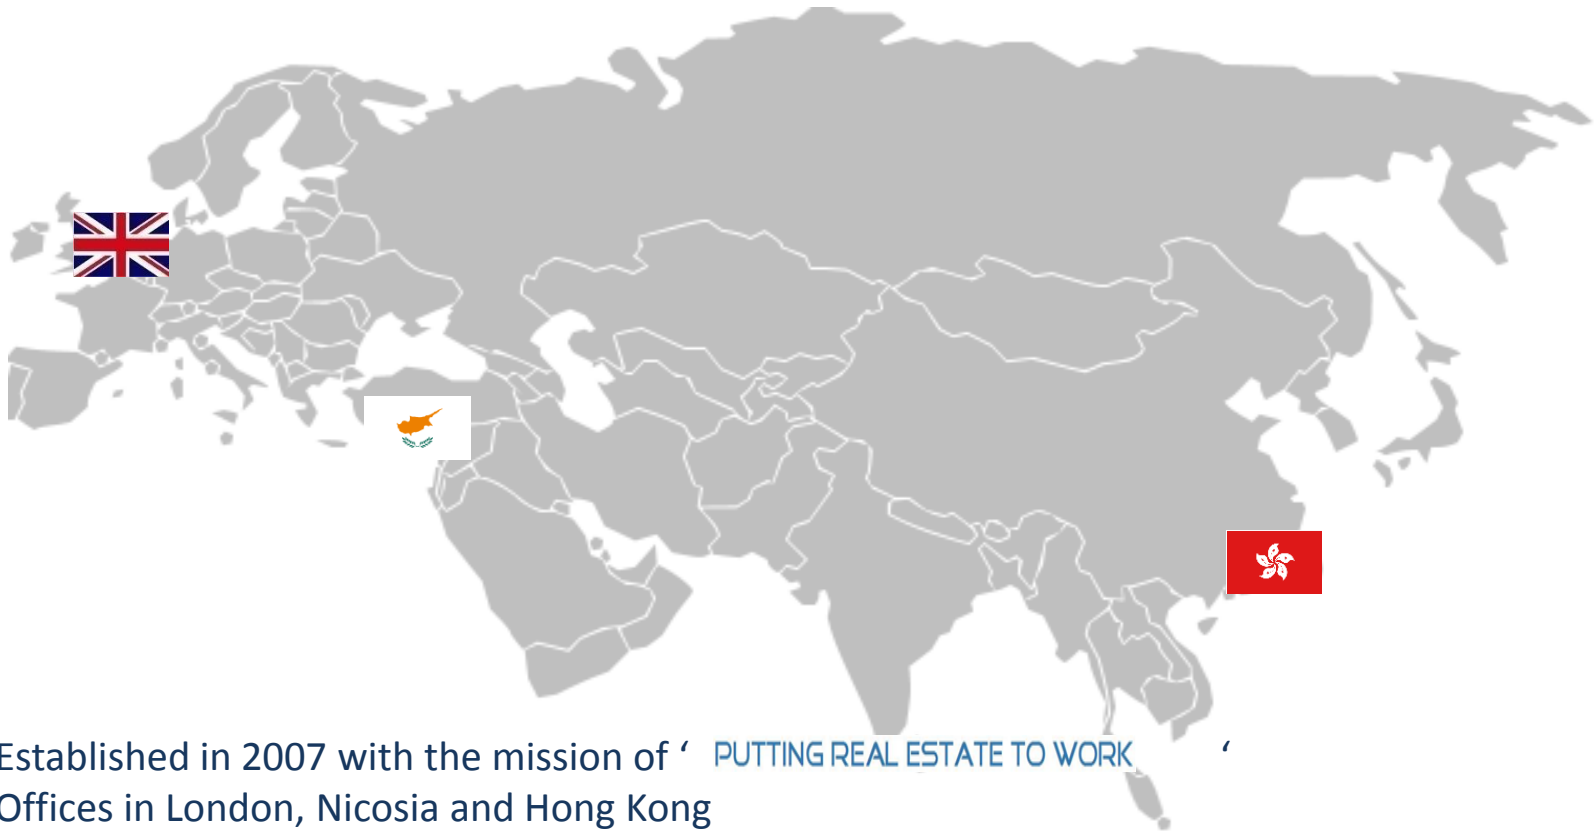 Established in 2007 with the mission of ‘ PUTTING REAL ESTATE TO WORK ‘
Offices in London, Nicosia and Hong Kong